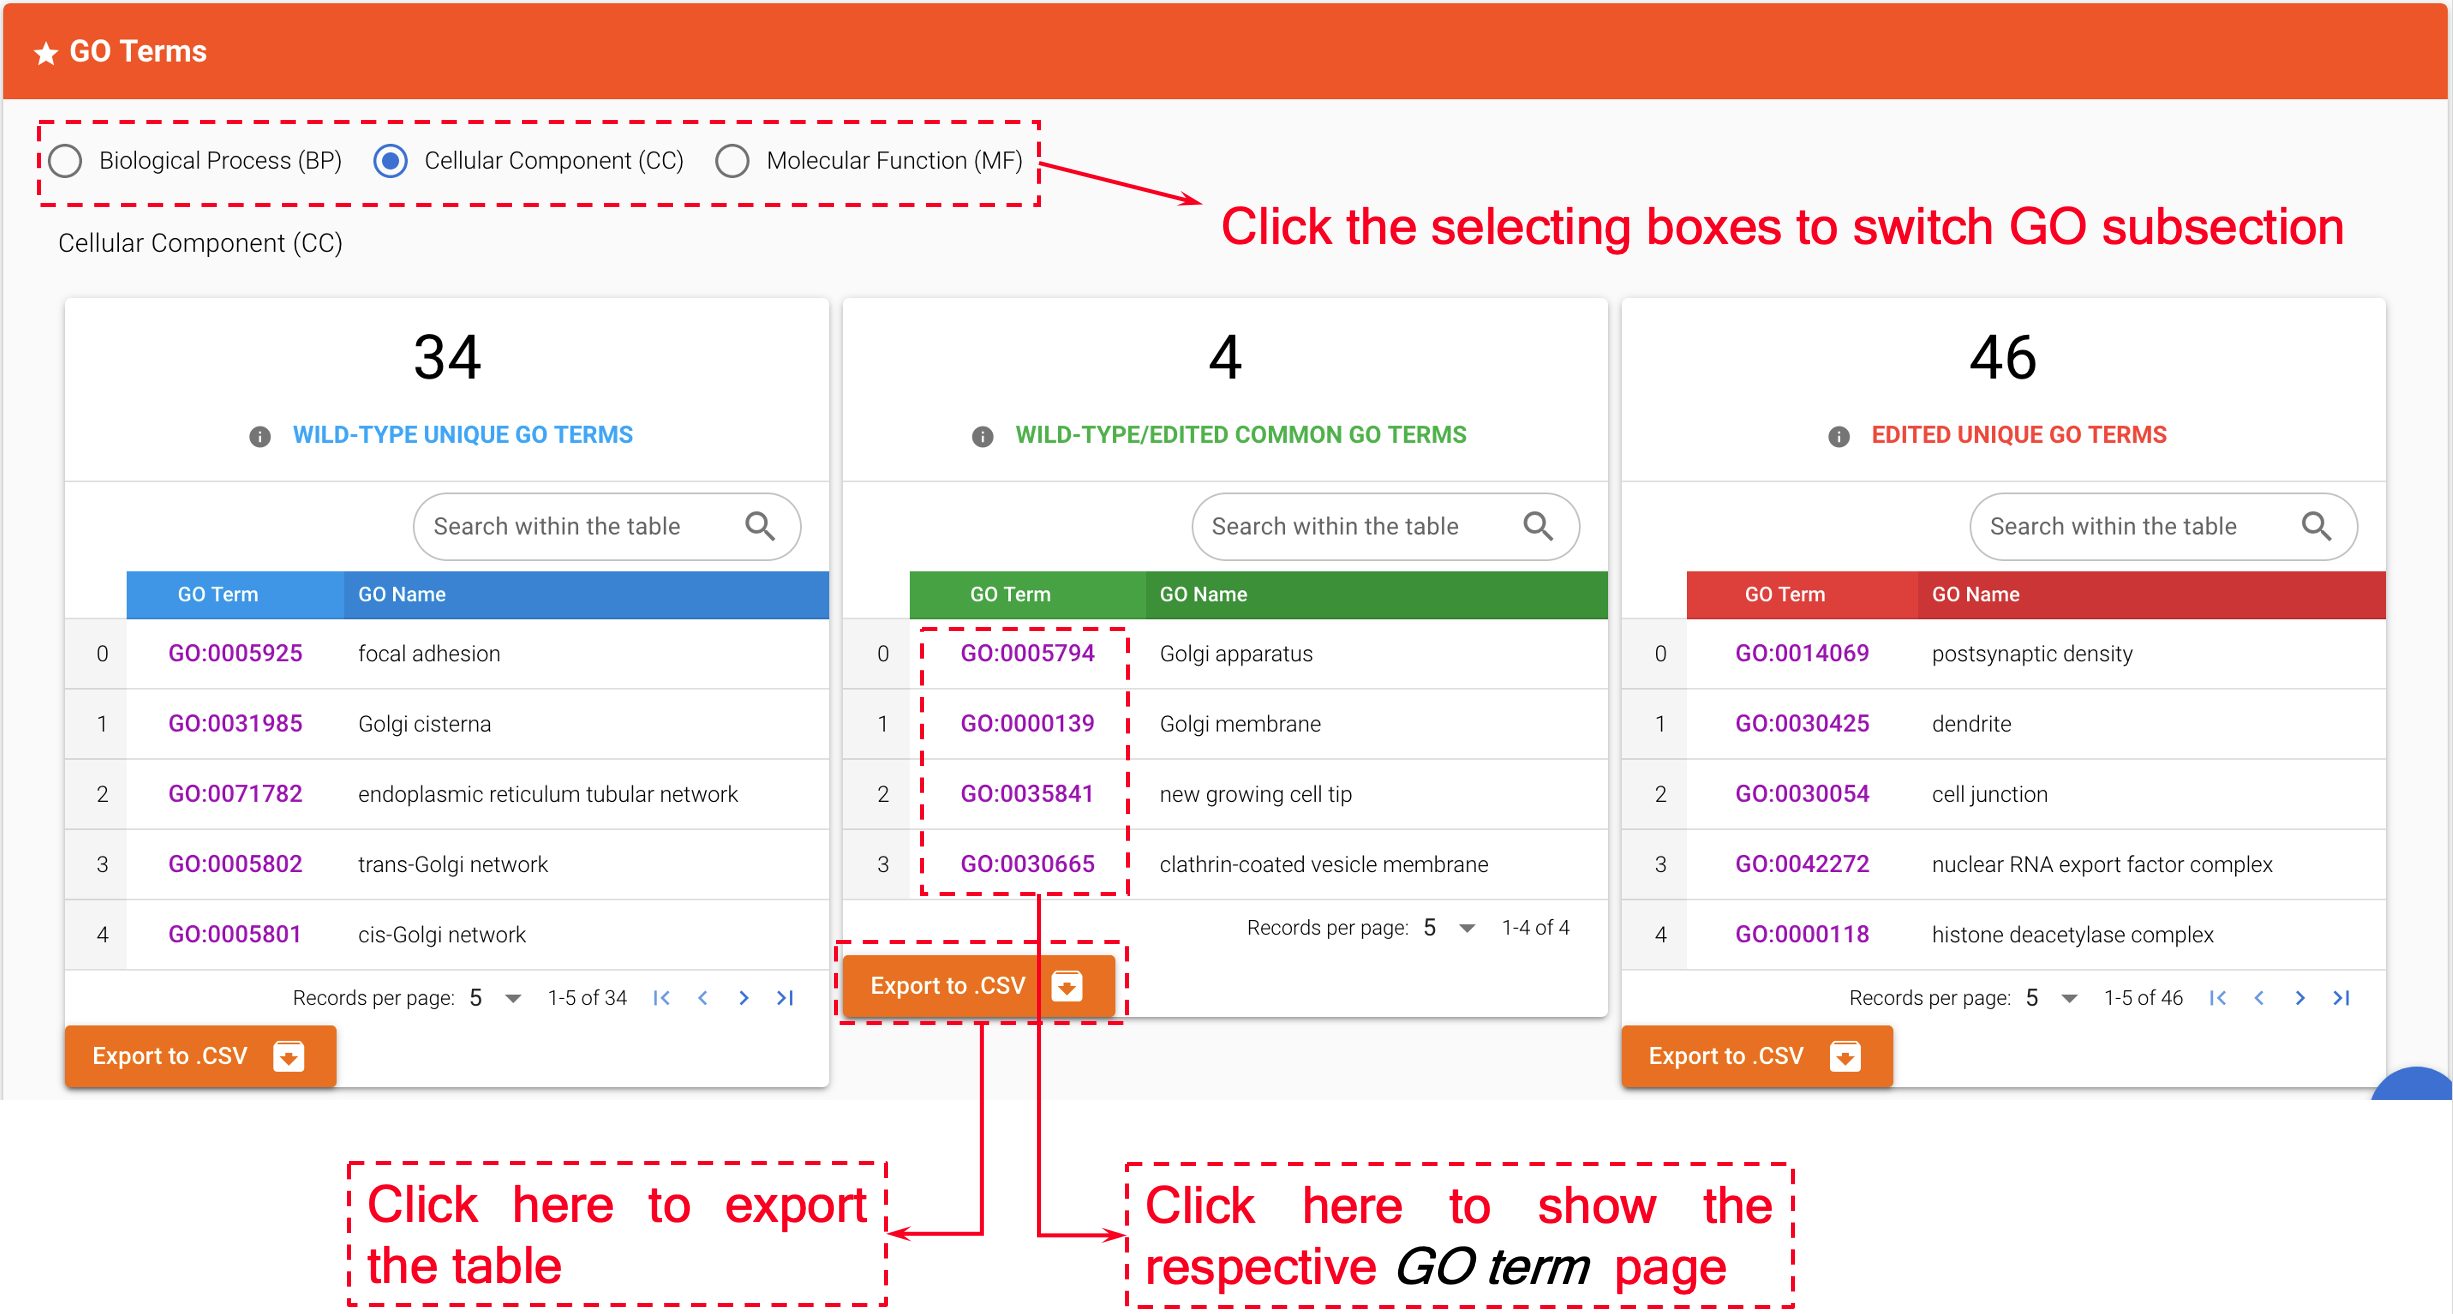 GO Terms
Biological Process (BP) Cellular Component (CC) Molecular Function (MF)
Click the selecting boxes to switch GO subsection
Cellular Component (CC)
34
WILD-TYPE UNIQUE GO TERMS
Search within the table
GO Term GO Name
0 GO:0005925 focal adhesion
1 GO:0031985 Golgi cisterna
2 GO:0071782 endoplasmic reticulum tubular network
3 GO:0005802 trans-Golgi network
4 GO:0005801 cis-Golgi network
Records per page: 5 1-5 of 34
Export to .CSV
4
WILD-TYPE/EDITED COMMON GO TERMS
Search within the table
GO Term GO Name
0 GO:0005794 Golgi apparatus
1 GO:0000139 Golgi membrane
2 GO:0035841 new growing cell tip
3 GO:0030665 clathrin-coated vesicle membrane
Records per page: 5 1-4 of 4
Export to .CSV
46
EDITED UNIQUE GO TERMS
Search within the table
GO Term GO Name
0 GO:0014069 postsynaptic density
1 GO:0030425 dendrite
2 GO:0030054 cell junction
3 GO:0042272 nuclear RNA export factor complex
4 GO:0000118 histone deacetylase complex
Records per page: 5 1-5 of 46
Export to .CSV
Click here to export
the table
Click here to show the
respective GO term page